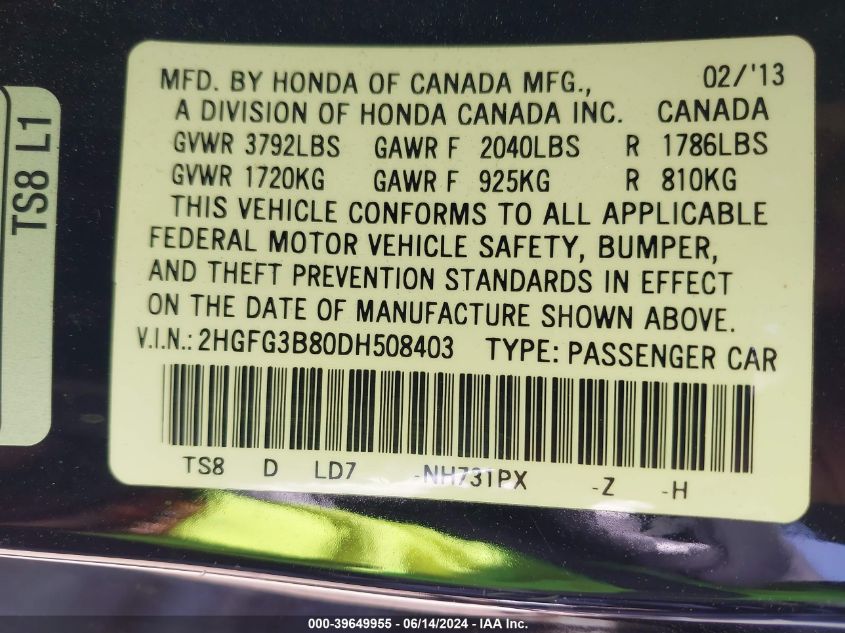 MFD. BY HONDA OF CANADA MFG., 02/'13
A DIVISION OF HONDA CANADA INC. CANADA
GVWR 3792LBS GAWR F 2040LBS R 1786LBS
GVWR 1720KG GAWR F 925KG R 810KG
THIS VEHICLE CONFORMS TO ALL APPLICABLE
FEDERAL MOTOR VEHICLE SAFETY, BUMPER,
AND THEFT PREVENTION STANDARDS IN EFFECT
ON THE DATE OF MANUFACTURE SHOWN ABOVE.
V.I.N.: 2HGFG3B80DH508403 TYPE: PASSENGER CAR
TS8 D LD7 -NH731PX -Z -H
TS8 L1
000-39649955 - 06/14/2024 - IAA Inc.